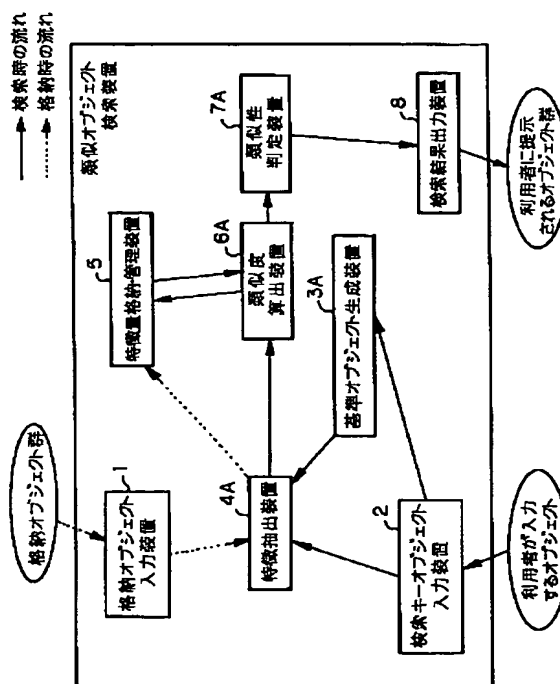 検索時の流れ
格納時の流れ
類似オブジェクト
検索装置
格納オブジェクト群
1
格納オブジェクト
入力装置
5
特徴量格納・管理装置
4A
特徴抽出装置
6A
類似度
算出装置
7A
類似性
判定装置
3A
基準オブジェクト生成装置
2
検索キーオブジェクト
入力装置
8
検索結果出力装置
利用者が入力
するオブジェクト
利用者に提示
されるオブジェクト群